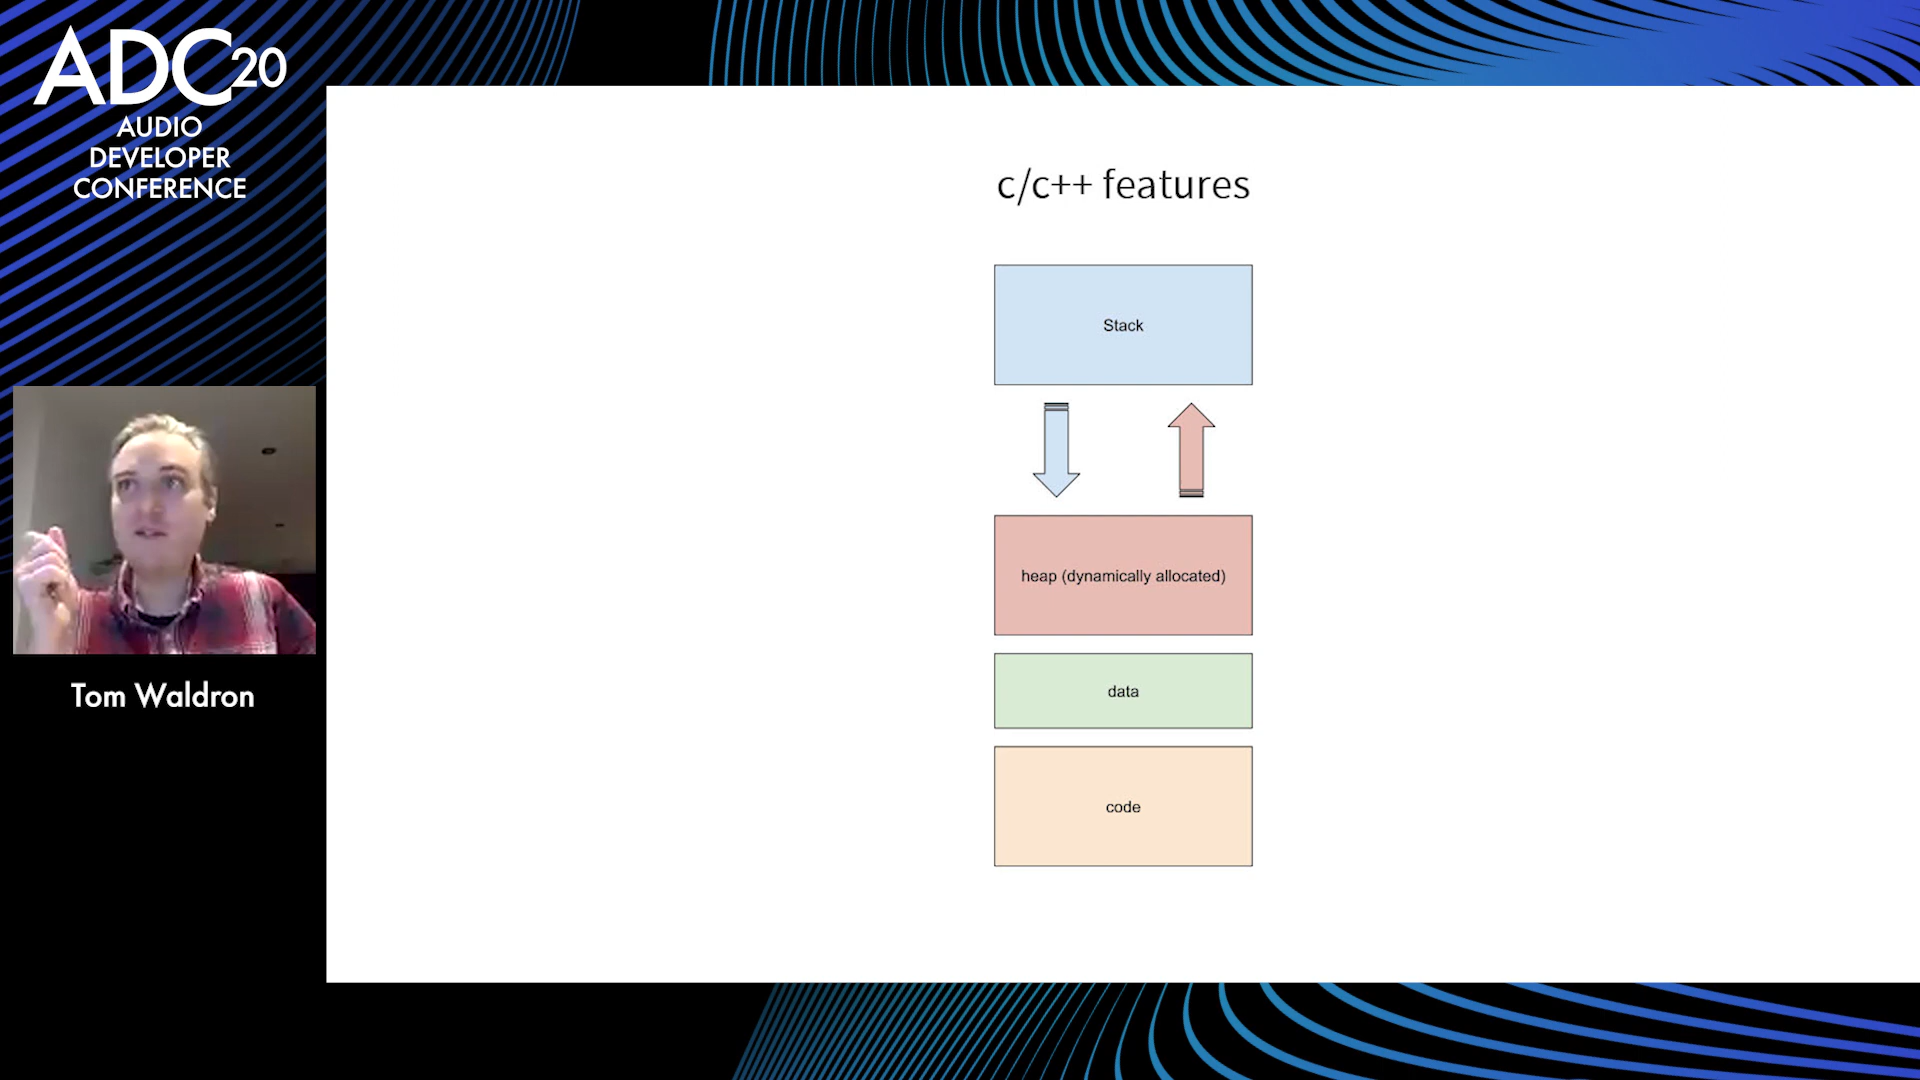 ADC20
AUDIO
DEVELOPER
CONFERENCE
Tom Waldron
c/c++ features
Stack
heap (dynamically allocated)
data
code